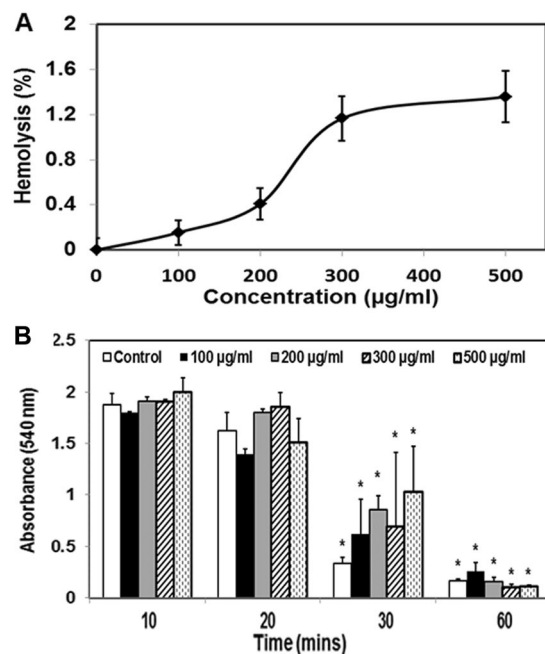 A
2
1.6
1.2
0.8
0.4
0
Hemolysis (%)
0 100 200 300 400 500
Concentration (µg/ml)
B
2.5
2
1.5
1
0.5
0
Absorbance (540 nm)
Control 100 µg/ml 200 µg/ml 300 µg/ml 500 µg/ml
* * * * *
* * * * *
10 20 30 60
Time (mins)